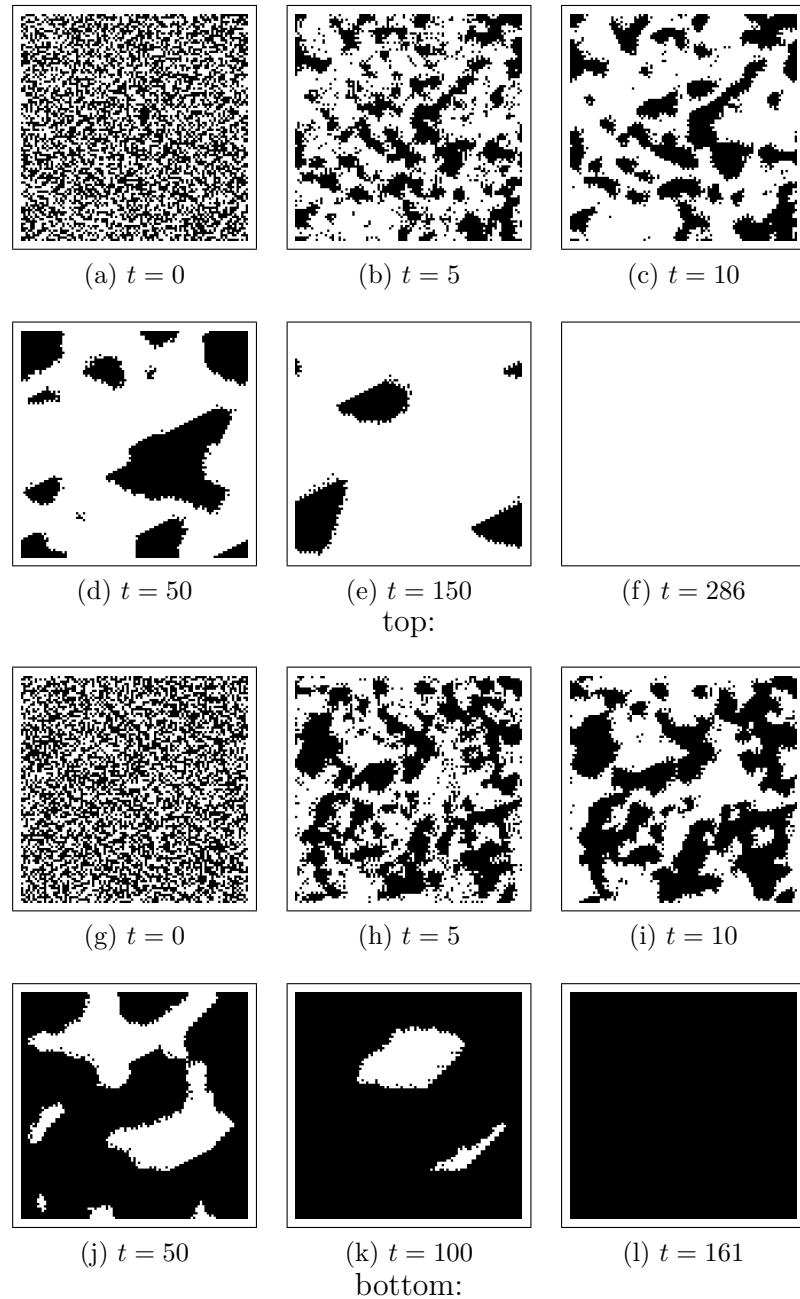 (a) t = 0 (b) t = 5 (c) t = 10
(d) t = 50 (e) t = 150 (f) t = 286
top:
(g) t = 0 (h) t = 5 (i) t = 10
(j) t = 50 (k) t = 100 (l) t = 161
bottom: